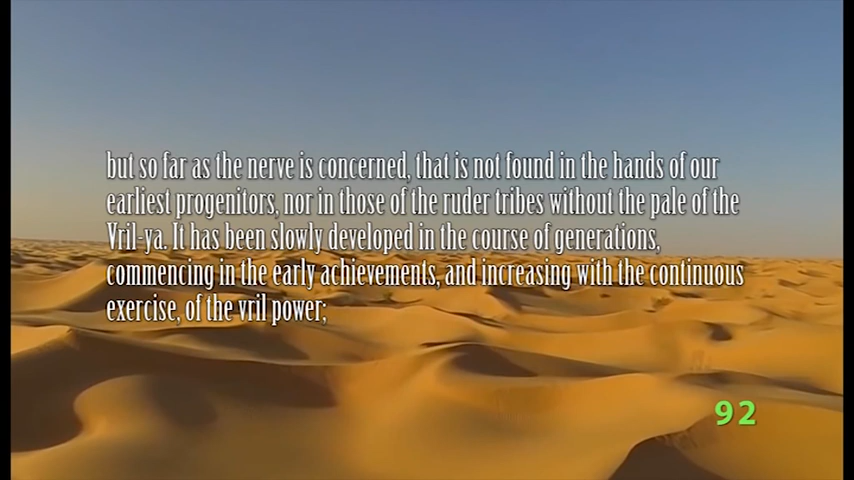 but so far as the nerve is concerned, that is not found in the hands of our
earliest progenitors, nor in those of the ruder tribes without the pale of the
Vril-ya. It has been slowly developed in the course of generations,
commencing in the early achievements, and increasing with the continuous
exercise, of the vril power;
92